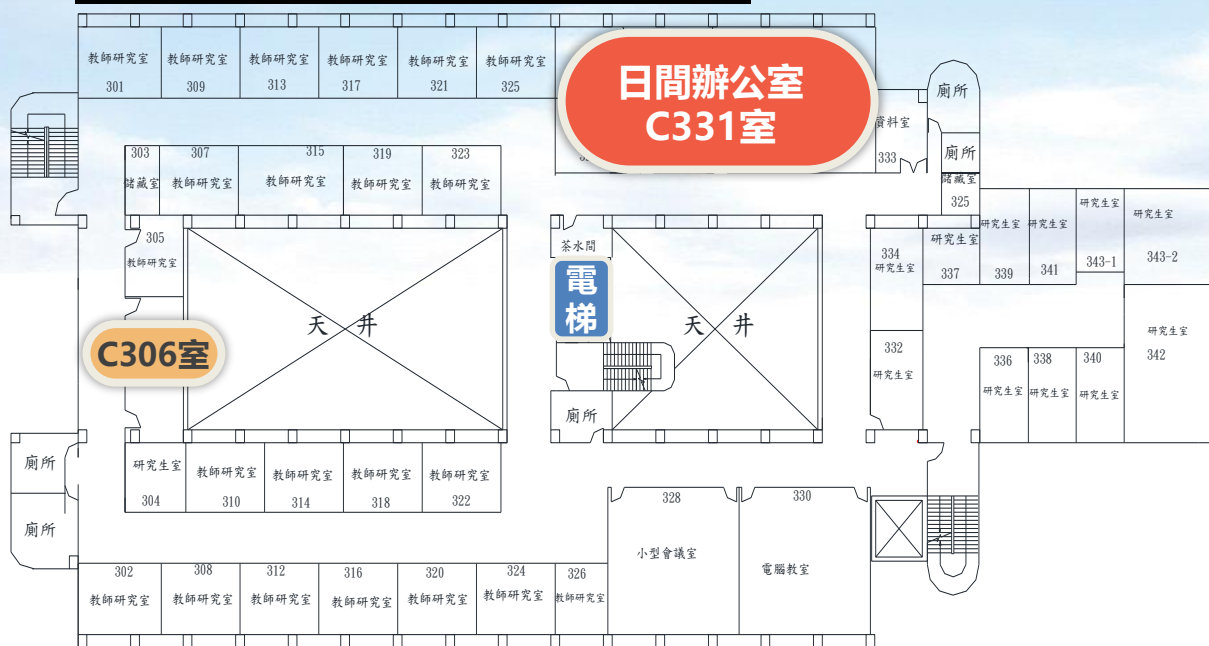 教師研究室
301
教師研究室
309
教師研究室
313
教師研究室
317
教師研究室
321
教師研究室
325
日間辦公室
C331室
資料室
333
廁所
廁所
儲藏室
325
303
儲藏室
307
教師研究室
315
教師研究室
319
教師研究室
323
教師研究室
305
教師研究室
天井
茶水間
電梯
天井
334
研究生室
研究生室
337
研究生室
339
研究生室
341
研究生室
343-1
研究生室
343-2
C306室
332
研究生室
336
研究生室
338
研究生室
340
研究生室
研究生室
342
廁所
廁所
廁所
研究生室
304
教師研究室
310
教師研究室
314
教師研究室
318
教師研究室
322
328
小型會議室
330
電腦教室
302
教師研究室
308
教師研究室
312
教師研究室
316
教師研究室
320
教師研究室
324
教師研究室
326
教師研究室